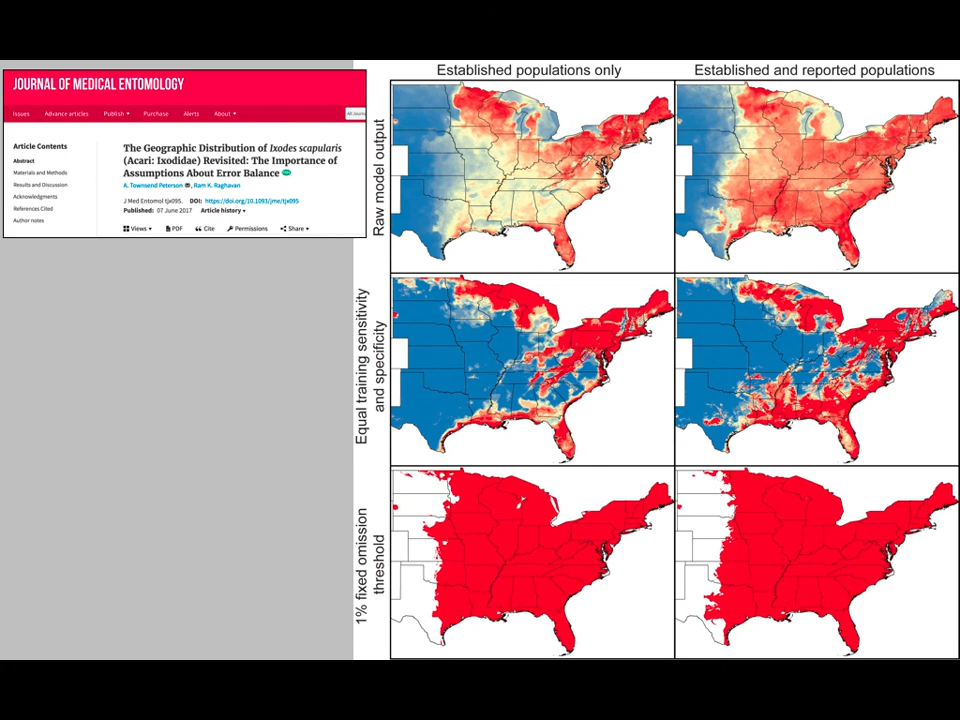 JOURNAL OF MEDICAL ENTOMOLOGY
Issues Advance articles Publish ▾ Purchase Alerts About ▾ All Journ
Article Contents
Abstract
Materials and Methods
Results and Discussion
Acknowledgments
References Cited
Author notes
The Geographic Distribution of Ixodes scapularis
(Acari: Ixodidae) Revisited: The Importance of
Assumptions About Error Balance
A. Townsend Peterson, Ram K. Raghavan
J Med Entomol tjx095. DOI: https://doi.org/10.1093/jme/tjx095
Published: 07 June 2017 Article history ▾
Views ▾ PDF Cite Permissions Share ▾
Established populations only
Established and reported populations
Raw model output
Equal training sensitivity
and specificity
1% fixed omission
threshold